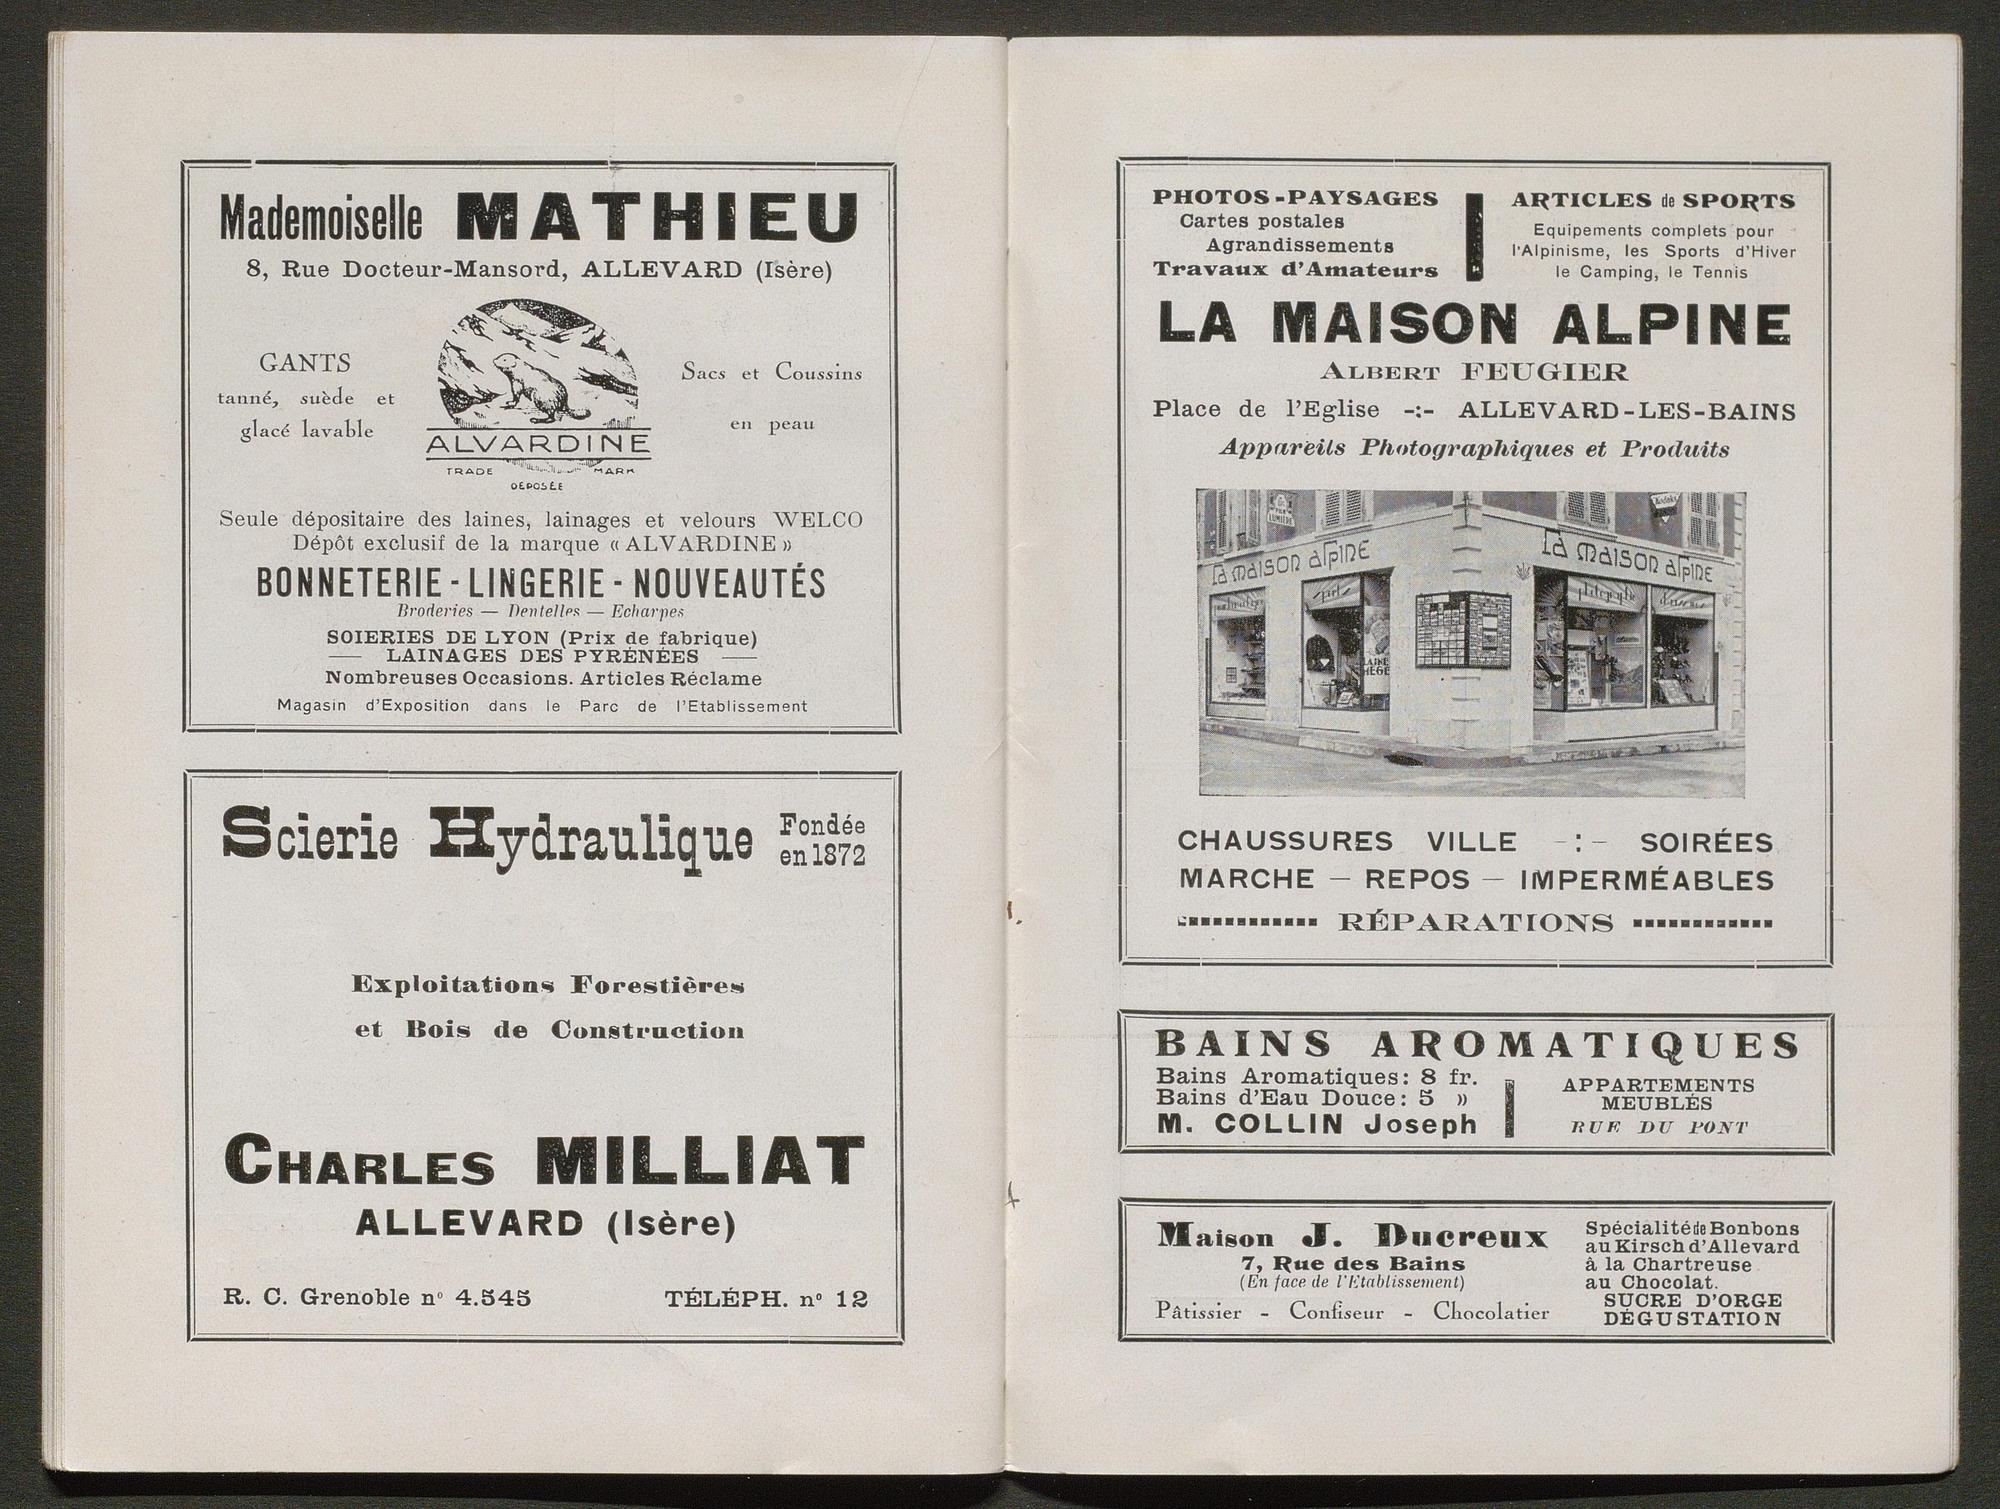 Mademoiselle MATHIEU
8, Rue Docteur-Mansord, ALLEVARD (Isère)
GANTS
tanné, suède et
glacé lavable
ALVARDINE
TRADE MARK
DÉPOSÉE
Sacs et Coussins
en peau
Seule dépositaire des laines, lainages et velours WELCO
Dépôt exclusif de la marque « ALVARDINE »
BONNETERIE - LINGERIE - NOUVEAUTÉS
Broderies — Dentelles — Echarpes
SOIERIES DE LYON (Prix de fabrique)
— LAINAGES DES PYRÉNÉES —
Nombreuses Occasions. Articles Réclame
Magasin d'Exposition dans le Parc de l'Etablissement
Scierie Hydraulique
Fondée
en 1872
Exploitations Forestières
et Bois de Construction
CHARLES MILLIAT
ALLEVARD (Isère)
R. C. Grenoble nº 4.545 TÉLÉPH. nº 12
PHOTOS-PAYSAGES
Cartes postales
Agrandissements
Travaux d'Amateurs
ARTICLES de SPORTS
Equipements complets pour
l'Alpinisme, les Sports d'Hiver
le Camping, le Tennis
LA MAISON ALPINE
ALBERT FEUGIER
Place de l'Eglise -:- ALLEVARD-LES-BAINS
Appareils Photographiques et Produits
LUMIÈRE
Kodak
La Maison Alpine
La Maison Alpine
sports
photographie
CHAUSSURES VILLE -:- SOIRÉES
MARCHE — REPOS — IMPERMÉABLES
RÉPARATIONS
BAINS AROMATIQUES
Bains Aromatiques: 8 fr.
Bains d'Eau Douce: 5 »
M. COLLIN Joseph
APPARTEMENTS
MEUBLÉS
RUE DU PONT
Maison J. Ducreux
7, Rue des Bains
(En face de l'Etablissement)
Pâtissier - Confiseur - Chocolatier
Spécialité de Bonbons
au Kirsch d'Allevard
à la Chartreuse
au Chocolat.
SUCRE D'ORGE
DÉGUSTATION